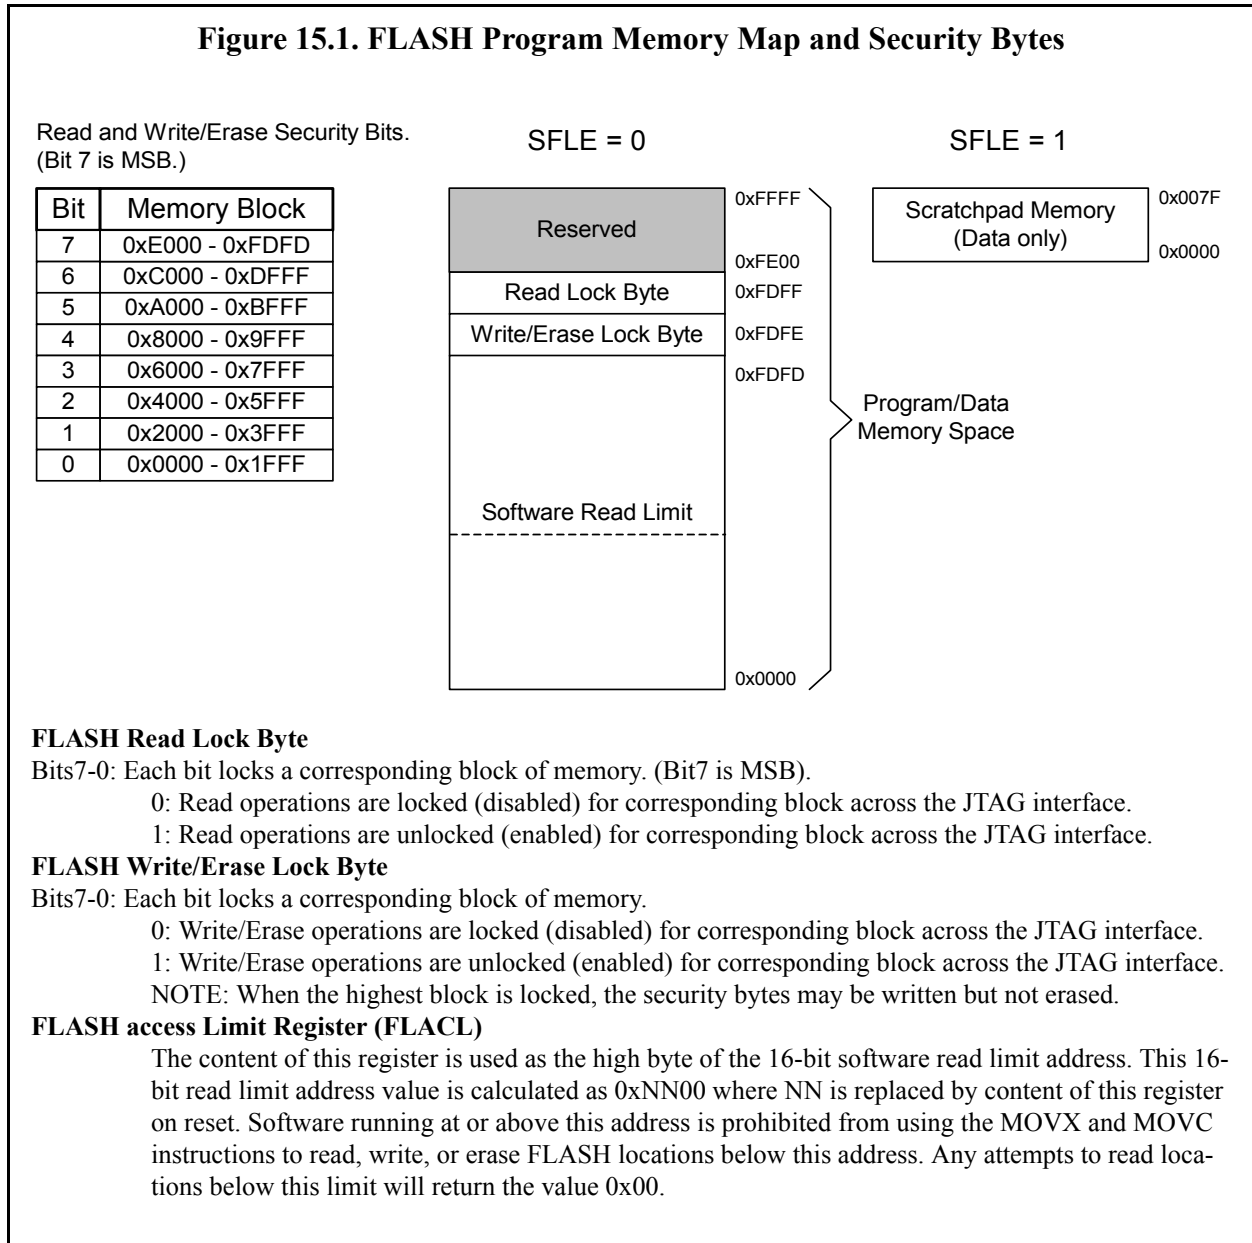 Figure 15.1. FLASH Program Memory Map and Security Bytes
Read and Write/Erase Security Bits.
(Bit 7 is MSB.)
Bit Memory Block
7 0xE000 - 0xFDFD
6 0xC000 - 0xDFFF
5 0xA000 - 0xBFFF
4 0x8000 - 0x9FFF
3 0x6000 - 0x7FFF
2 0x4000 - 0x5FFF
1 0x2000 - 0x3FFF
0 0x0000 - 0x1FFF
SFLE = 0
Reserved
Read Lock Byte
Write/Erase Lock Byte
Software Read Limit
0xFFFF
0xFE00
0xFDFF
0xFDFE
0xFDFD
0x0000
Program/Data
Memory Space
SFLE = 1
Scratchpad Memory
(Data only)
0x007F
0x0000
FLASH Read Lock Byte
Bits7-0: Each bit locks a corresponding block of memory. (Bit7 is MSB).
0: Read operations are locked (disabled) for corresponding block across the JTAG interface.
1: Read operations are unlocked (enabled) for corresponding block across the JTAG interface.
FLASH Write/Erase Lock Byte
Bits7-0: Each bit locks a corresponding block of memory.
0: Write/Erase operations are locked (disabled) for corresponding block across the JTAG interface.
1: Write/Erase operations are unlocked (enabled) for corresponding block across the JTAG interface.
NOTE: When the highest block is locked, the security bytes may be written but not erased.
FLASH access Limit Register (FLACL)
The content of this register is used as the high byte of the 16-bit software read limit address. This 16-
bit read limit address value is calculated as 0xNN00 where NN is replaced by content of this register
on reset. Software running at or above this address is prohibited from using the MOVX and MOVC
instructions to read, write, or erase FLASH locations below this address. Any attempts to read loca-
tions below this limit will return the value 0x00.